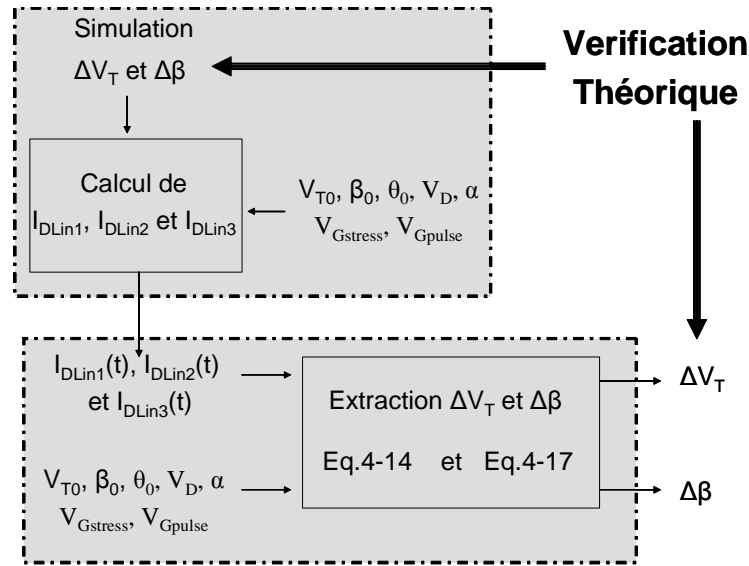 Simulation
ΔV_T et Δβ
Verification
Théorique
Calcul de
I_DLin1, I_DLin2 et I_DLin3
V_T0, β_0, θ_0, V_D, α
V_Gstress, V_Gpulse
I_DLin1(t), I_DLin2(t)
et I_DLin3(t)
V_T0, β_0, θ_0, V_D, α
V_Gstress, V_Gpulse
Extraction ΔV_T et Δβ
Eq.4-14 et Eq.4-17
ΔV_T
Δβ